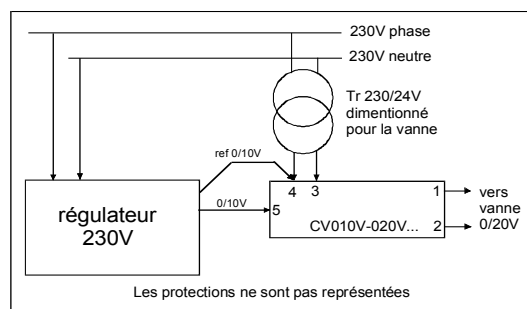 230V phase
230V neutre
Tr 230/24V
dimentionné
pour la vanne
ref 0/10V
régulateur
230V
0/10V
4
3
5
1
2
CV010V-020V...
vers
vanne
0/20V
Les protections ne sont pas représentées